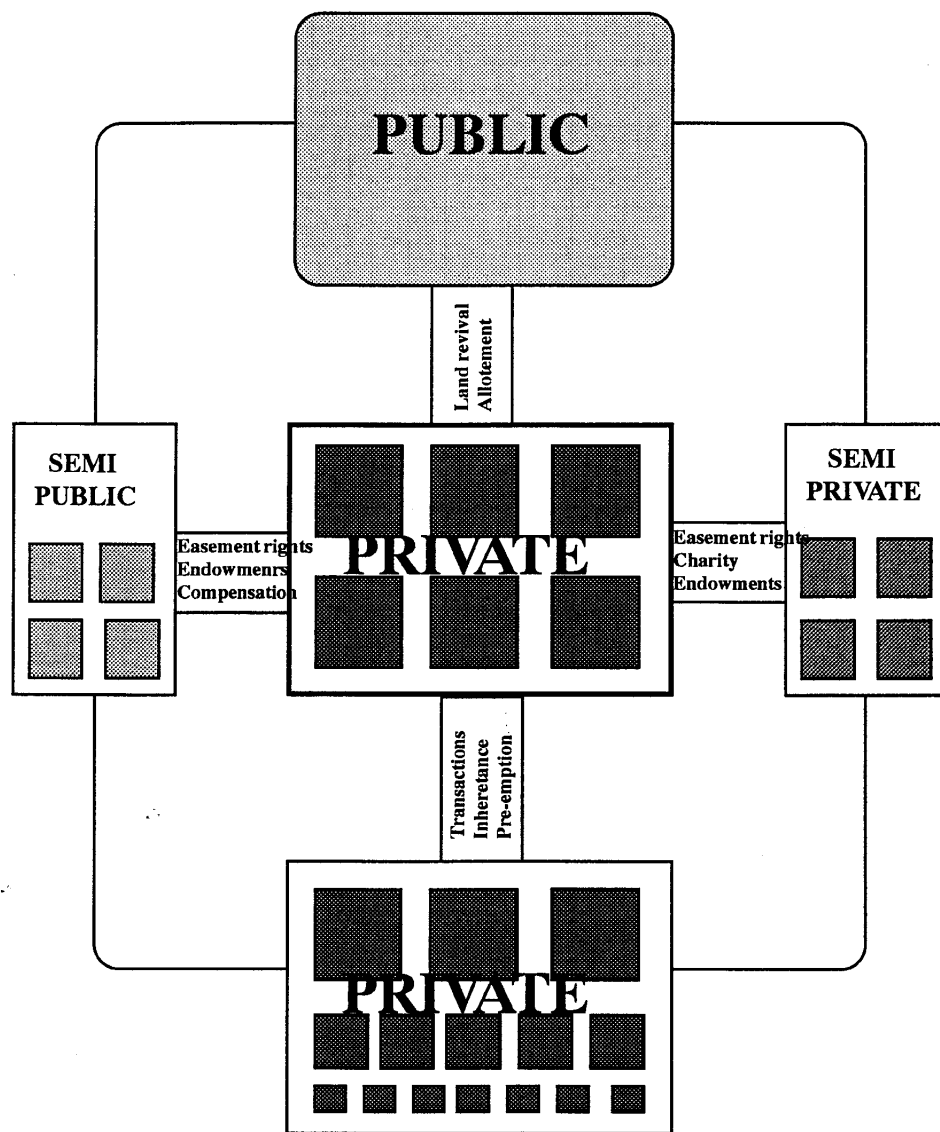 PUBLIC
Land revival
Allotement
SEMI
PUBLIC
Easement rights
Endowmenrs
Compensation
PRIVATE
Easement rights
Charity
Endowments
SEMI
PRIVATE
Transactions
Inheretance
Pre-emption
PRIVATE